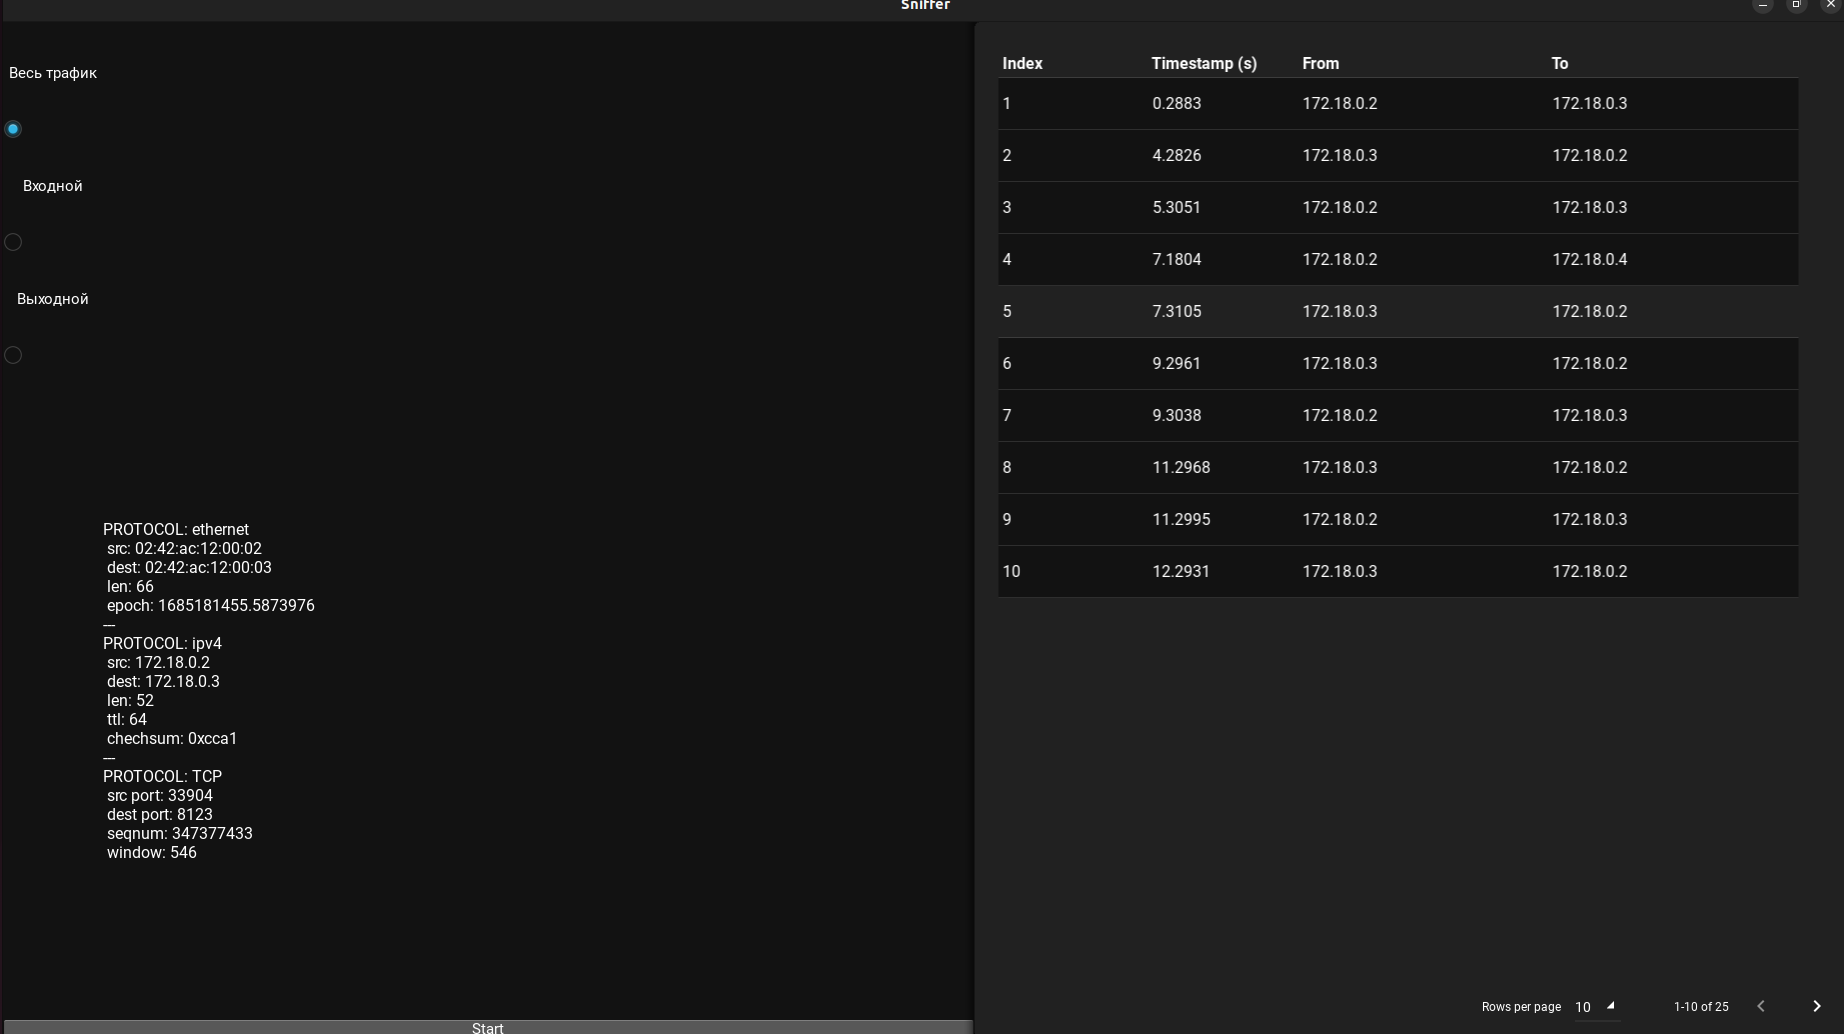 Sniffer
Весь трафик
Входной
Выходной
PROTOCOL: ethernet
src: 02:42:ac:12:00:02
dest: 02:42:ac:12:00:03
len: 66
epoch: 1685181455.5873976
---
PROTOCOL: ipv4
src: 172.18.0.2
dest: 172.18.0.3
len: 52
ttl: 64
chechsum: 0xcca1
---
PROTOCOL: TCP
src port: 33904
dest port: 8123
seqnum: 347377433
window: 546
Start
Index Timestamp (s) From To
1 0.2883 172.18.0.2 172.18.0.3
2 4.2826 172.18.0.3 172.18.0.2
3 5.3051 172.18.0.2 172.18.0.3
4 7.1804 172.18.0.2 172.18.0.4
5 7.3105 172.18.0.3 172.18.0.2
6 9.2961 172.18.0.3 172.18.0.2
7 9.3038 172.18.0.2 172.18.0.3
8 11.2968 172.18.0.3 172.18.0.2
9 11.2995 172.18.0.2 172.18.0.3
10 12.2931 172.18.0.3 172.18.0.2
Rows per page 10 1-10 of 25